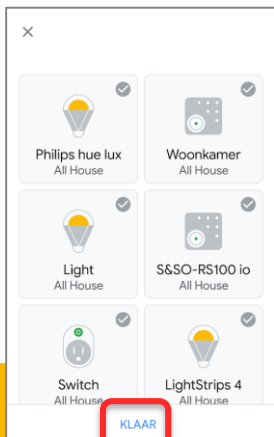 Philips hue lux
All House
Woonkamer
All House
Light
All House
S&SO-RS100 io
All House
Switch
All House
LightStrips 4
All House
KLAAR